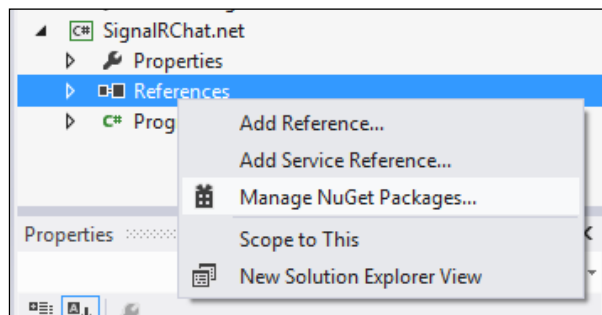 SignalRChat.net
Properties
References
Prog
Add Reference...
Add Service Reference...
Manage NuGet Packages...
Scope to This
New Solution Explorer View
Properties